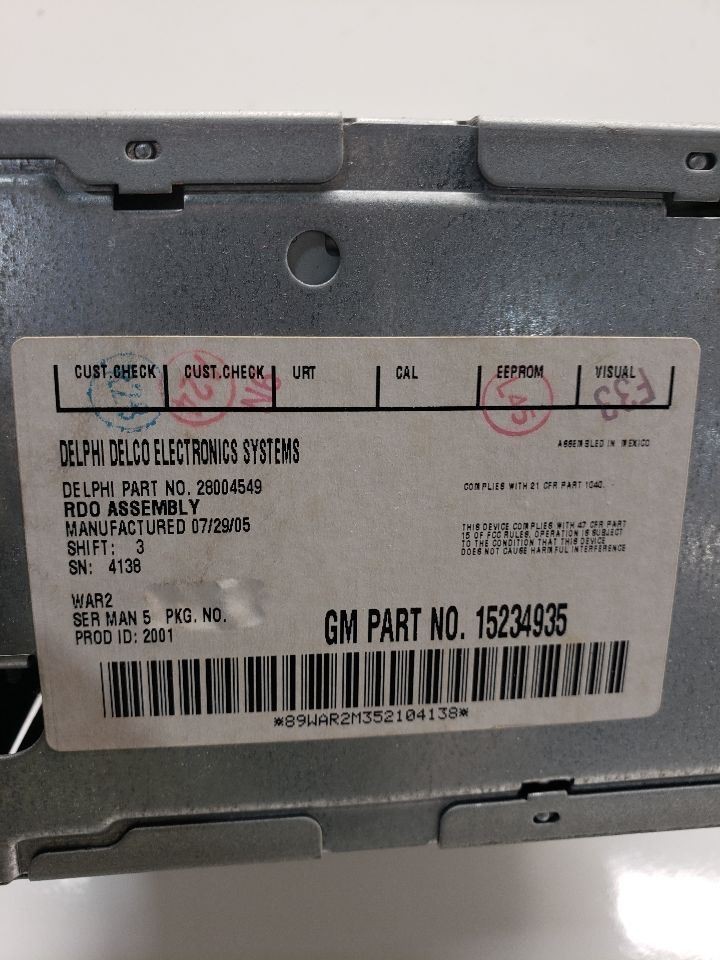 CUST.CHECK CUST.CHECK URT CAL EEPROM VISUAL
224 L45 E33
DELPHI DELCO ELECTRONICS SYSTEMS
ASSEMBLED IN MEXICO
DELPHI PART NO. 28004549
COMPLIES WITH 21 CFR PART 1040.
RDO ASSEMBLY
MANUFACTURED 07/29/05
SHIFT: 3
SN: 4138
THIS DEVICE COMPLIES WITH 47 CFR PART
15 OF FCC RULES. OPERATION IS SUBJECT
TO THE CONDITION THAT THIS DEVICE
DOES NOT CAUSE HARMFUL INTERFERENCE
WAR2
SER MAN 5 PKG. NO.
PROD ID: 2001
GM PART NO. 15234935
*89WAR2M352104138*